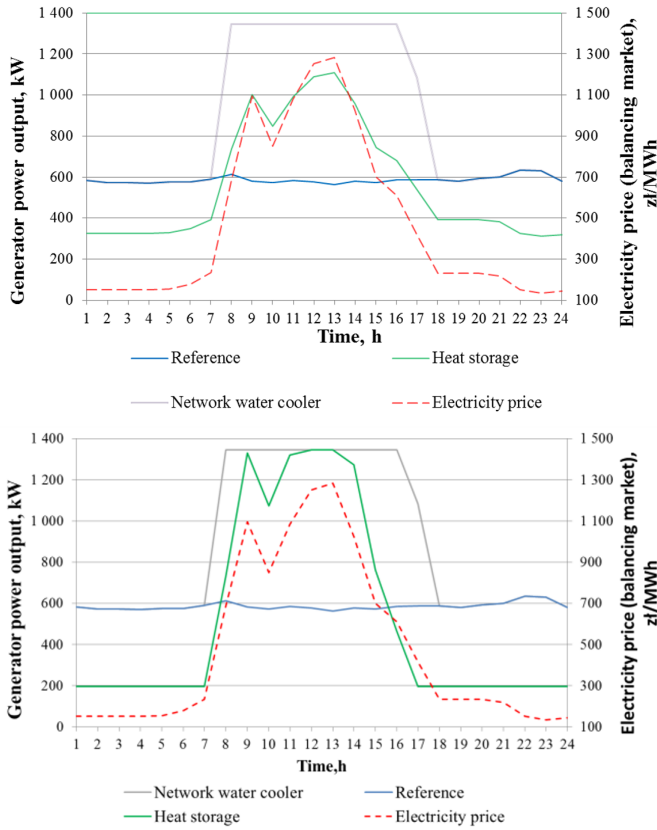 1 400
1 200
1 000
800
600
400
200
0
Generator power output, kW
1 500
1 300
1 100
900
700
500
300
100
Electricity price (balancing market),
zł/MWh
1 2 3 4 5 6 7 8 9 10 11 12 13 14 15 16 17 18 19 20 21 22 23 24
Time, h
Reference Heat storage
Network water cooler Electricity price
1 400
1 200
1 000
800
600
400
200
0
Generator power output, kW
1 500
1 300
1 100
900
700
500
300
100
Electricity price (balancing market),
zł/MWh
1 2 3 4 5 6 7 8 9 10 11 12 13 14 15 16 17 18 19 20 21 22 23 24
Time,h
Network water cooler Reference
Heat storage Electricity price